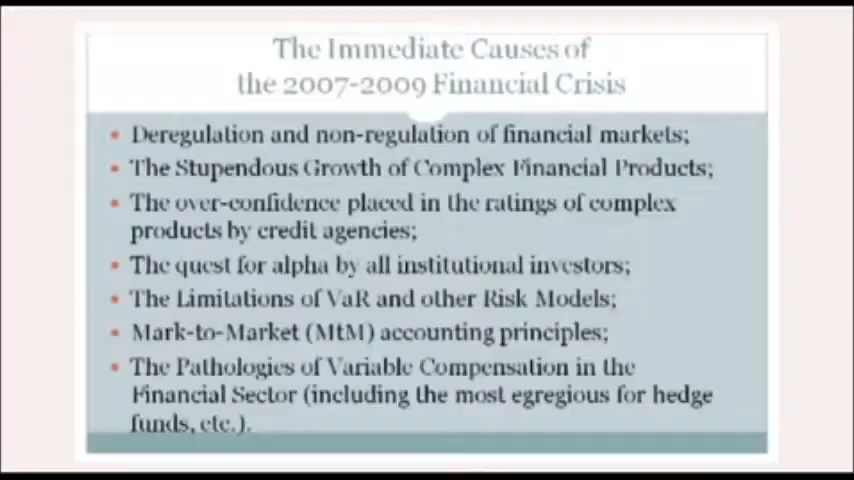 The Immediate Causes of
the 2007-2009 Financial Crisis
• Deregulation and non-regulation of financial markets;
• The Stupendous Growth of Complex Financial Products;
• The over-confidence placed in the ratings of complex
products by credit agencies;
• The quest for alpha by all institutional investors;
• The Limitations of VaR and other Risk Models;
• Mark-to-Market (MtM) accounting principles;
• The Pathologies of Variable Compensation in the
Financial Sector (including the most egregious for hedge
funds, etc.).